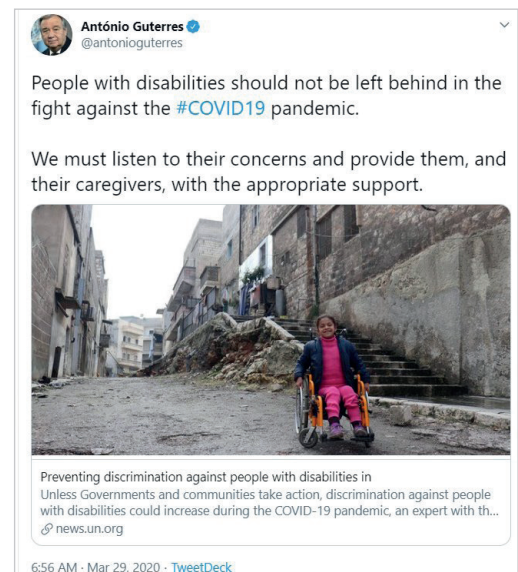 António Guterres
@antonioguterres
People with disabilities should not be left behind in the
fight against the #COVID19 pandemic.
We must listen to their concerns and provide them, and
their caregivers, with the appropriate support.
Preventing discrimination against people with disabilities in
Unless Governments and communities take action, discrimination against people
with disabilities could increase during the COVID-19 pandemic, an expert with th...
news.un.org
6:56 AM · Mar 29, 2020 · TweetDeck